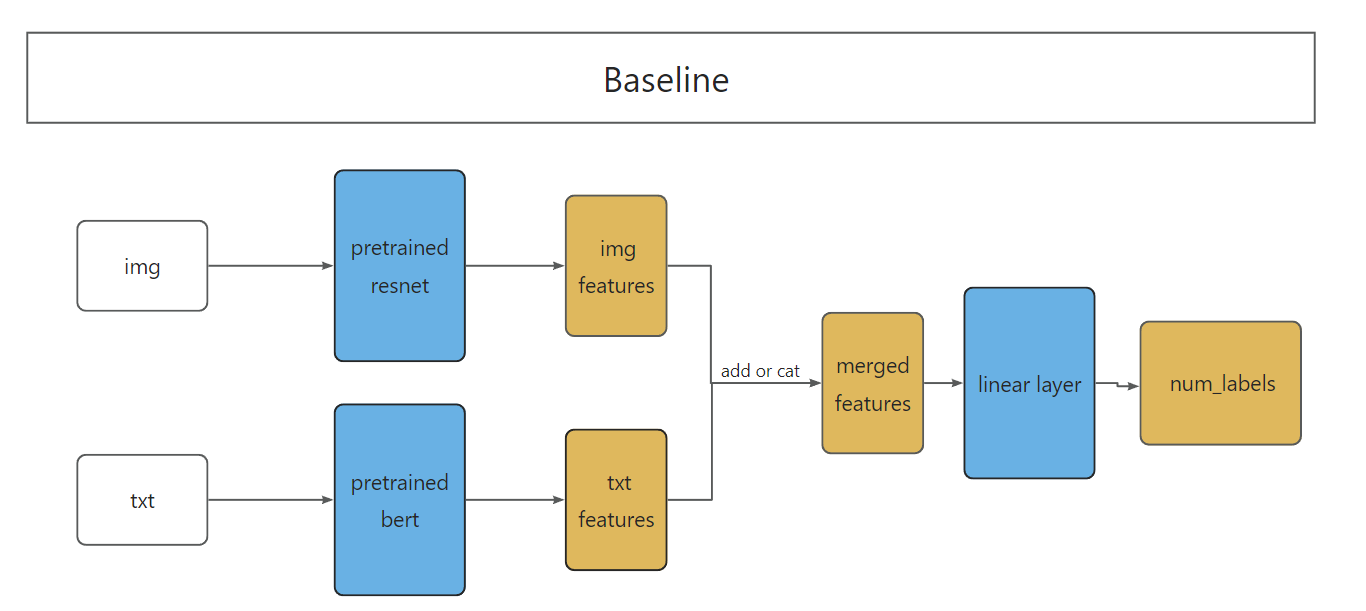 Baseline
img
pretrained
resnet
img
features
txt
pretrained
bert
txt
features
add or cat
merged
features
linear layer
num_labels